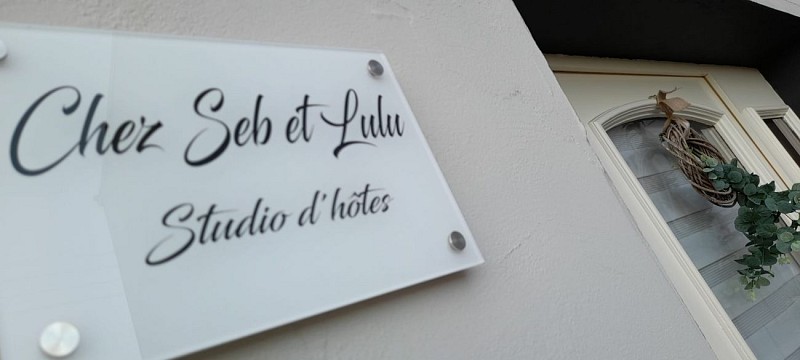 Chez Seb et Lulu
Studio d'hôtes